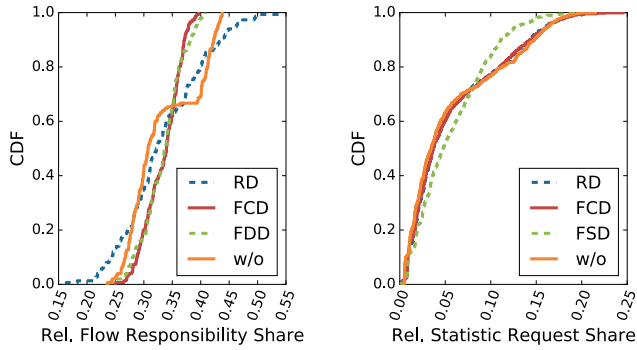 1.0
0.8
0.6
0.4
0.2
0.0
CDF
RD
FCD
FDD
w/o
0.15 0.20 0.25 0.30 0.35 0.40 0.45 0.50 0.55
Rel. Flow Responsibility Share
1.0
0.8
0.6
0.4
0.2
0.0
CDF
RD
FCD
FSD
w/o
0.00 0.05 0.10 0.15 0.20 0.25
Rel. Statistic Request Share